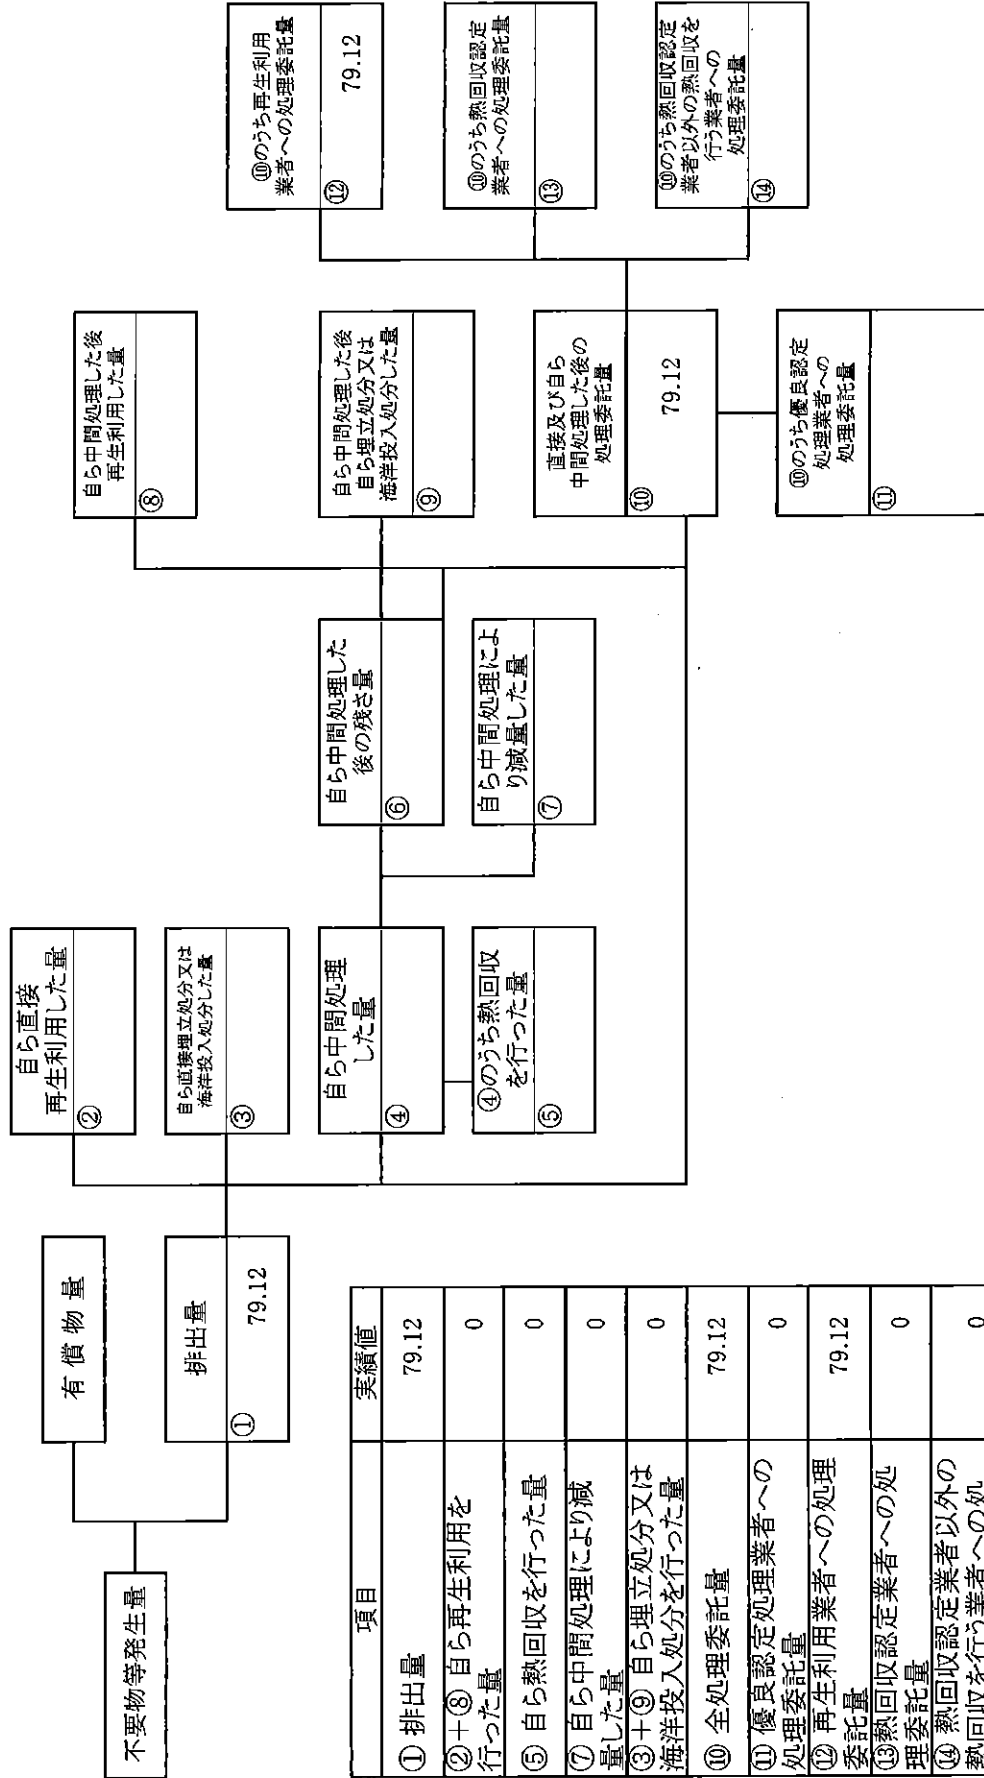 不要物等発生量
有償物量
排出量
①
79.12
自ら直接
再生利用した量
②
自ら直接埋立処分又は
海洋投入処分した量
③
自ら中間処理
した量
④
④のうち熱回収
を行った量
⑤
自ら中間処理した
後の残さ量
⑥
自ら中間処理によ
り減量した量
⑦
自ら中間処理した後
再生利用した量
⑧
自ら中間処理した後
自ら埋立処分又は
海洋投入処分した量
⑨
直接及び自ら
中間処理した後の
処理委託量
⑩
79.12
⑩のうち優良認定
処理業者への
処理委託量
⑪
⑩のうち再生利用
業者への処理委託量
⑫
79.12
⑩のうち熱回収認定
業者への処理委託量
⑬
⑩のうち熱回収認定
業者以外の熱回収を
行う業者への
処理委託量
⑭
項目 実績値
①排出量 79.12
②+⑧ 自ら再生利用を
行った量 0
⑤ 自ら熱回収を行った量 0
⑦ 自ら中間処理により減
量した量 0
③+⑨ 自ら埋立処分又は
海洋投入処分を行った量 0
⑩ 全処理委託量 79.12
⑪ 優良認定処理業者への
処理委託量 0
⑫ 再生利用業者への処理
委託量 79.12
⑬熱回収認定業者への処
理委託量 0
⑭ 熱回収認定業者以外の
熱回収を行う業者への処 0